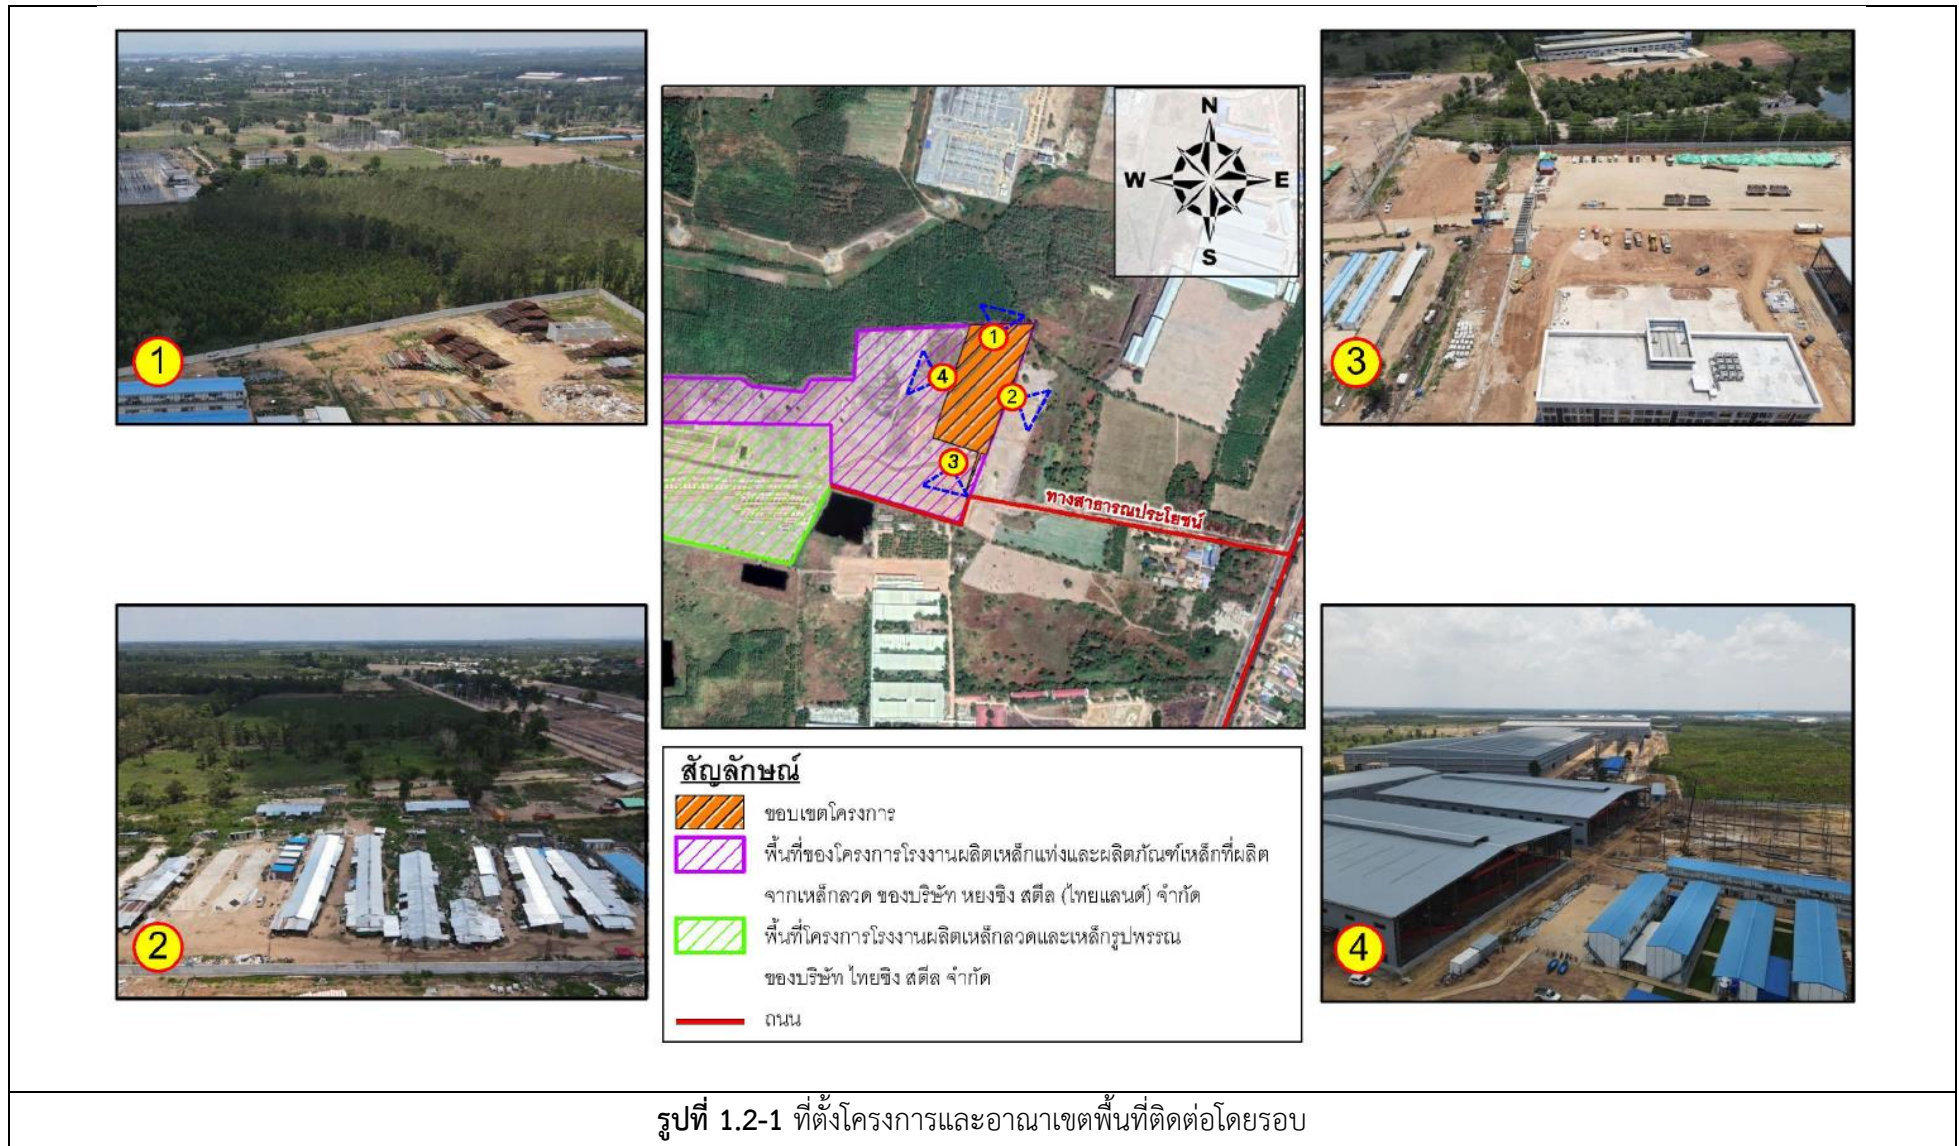 1
3
N
W
E
S
1
4
2
3
ทางสาธารณประโยชน์
2
4
สัญลักษณ์
ขอบเขตโครงการ
พื้นที่ของโครงการโรงงานผลิตเหล็กแท่งและผลิตภัณฑ์เหล็กที่ผลิต
จากเหล็กลวด ของบริษัท หยงชิง สตีล (ไทยแลนด์) จำกัด
พื้นที่โครงการโรงงานผลิตเหล็กลวดและเหล็กรูปพรรณ
ของบริษัท ไทยชิง สตีล จำกัด
ถนน
รูปที่ 1.2-1 ที่ตั้งโครงการและอาณาเขตพื้นที่ติดต่อโดยรอบ